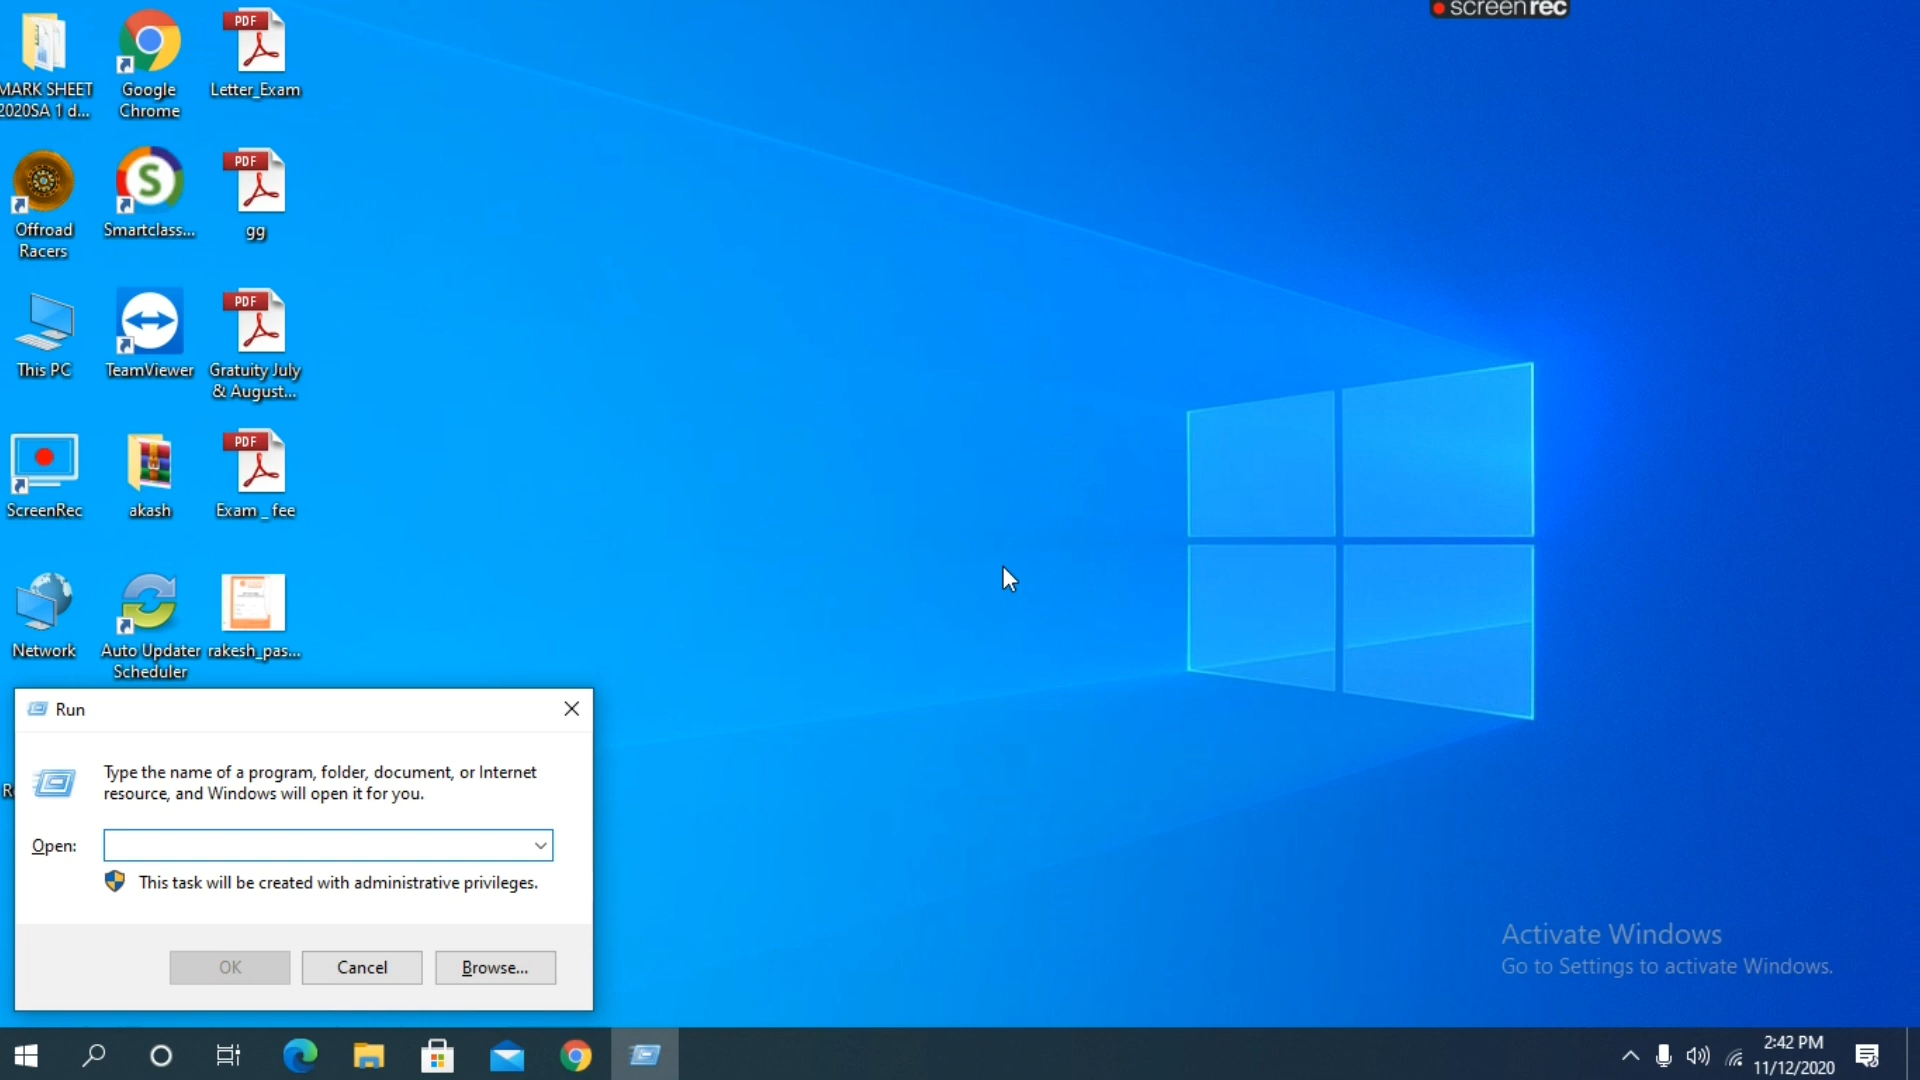 screenrec
MARK SHEET
2020SA 1 d...
Google
Chrome
PDF
Letter_Exam
Offroad
Racers
S
Smartclass...
PDF
gg
This PC
TeamViewer
PDF
Gratuity July
& August...
ScreenRec
akash
PDF
Exam _ fee
Network
Auto Updater
Scheduler
rakesh_pas...
Run
Type the name of a program, folder, document, or Internet
resource, and Windows will open it for you.
Open:
This task will be created with administrative privileges.
OK
Cancel
Browse...
Activate Windows
Go to Settings to activate Windows.
2:42 PM
11/12/2020